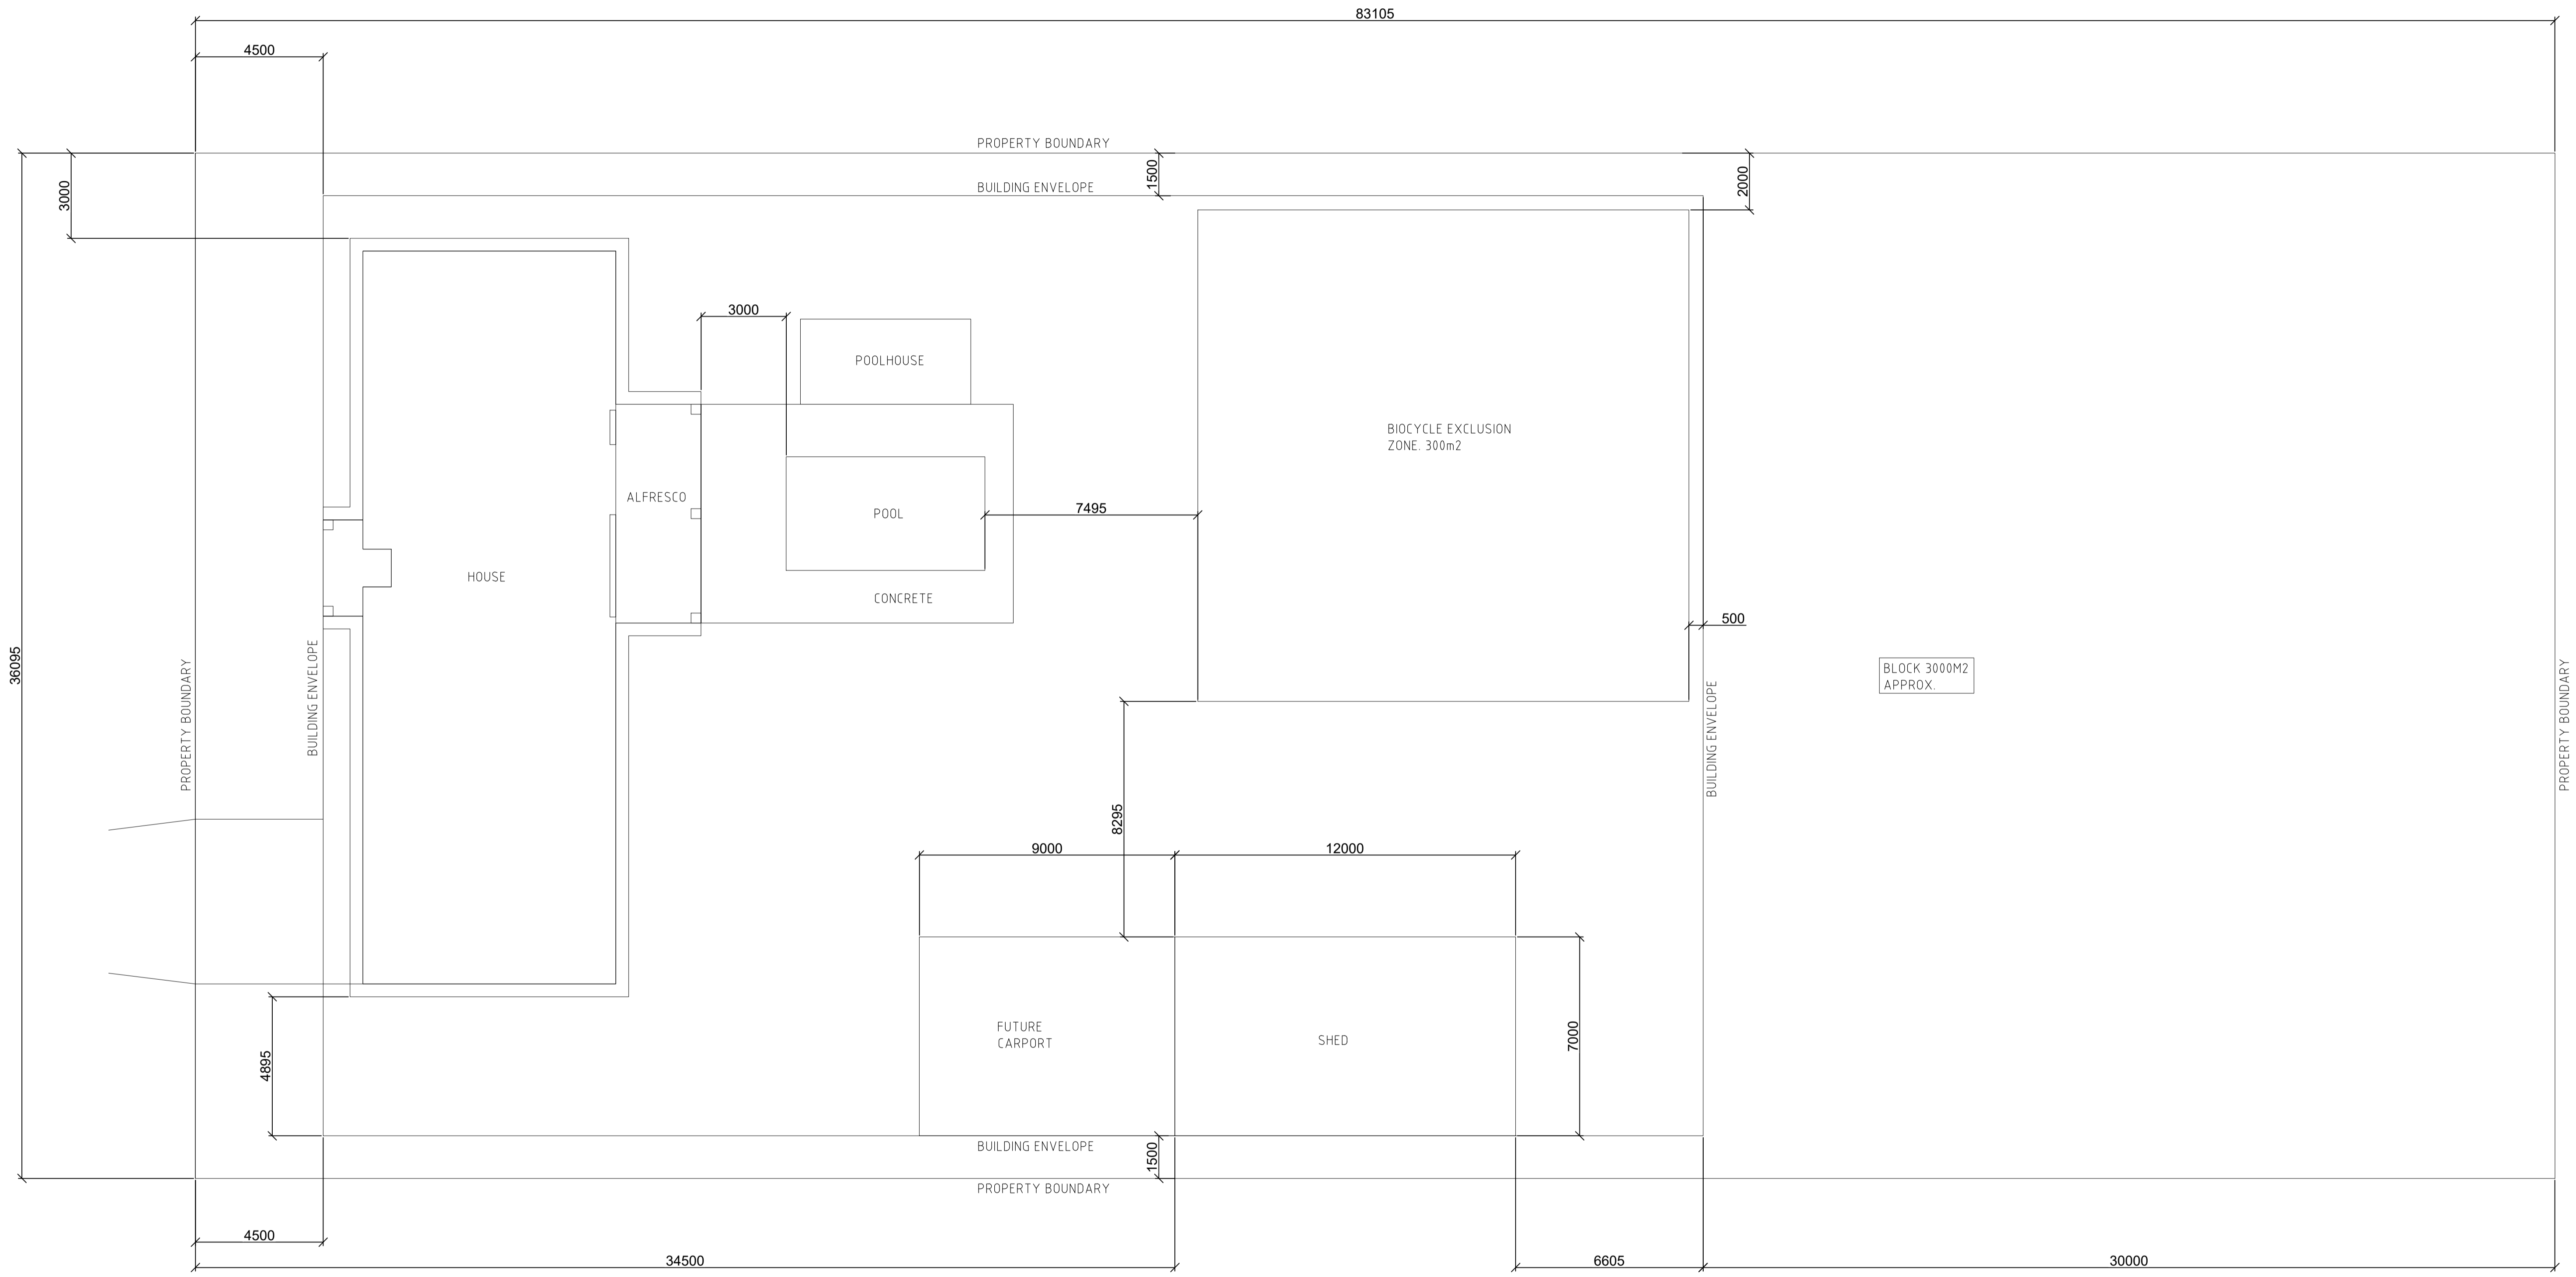 83105
4500
PROPERTY BOUNDARY
1500
2000
3000
BUILDING ENVELOPE
3000
POOLHOUSE
BIOCYCLE EXCLUSION
ZONE. 300m2
ALFRESCO
POOL
7495
HOUSE
CONCRETE
500
36095
PROPERTY BOUNDARY
BUILDING ENVELOPE
BLOCK 3000M2
APPROX.
BUILDING ENVELOPE
PROPERTY BOUNDARY
8295
9000
12000
FUTURE
CARPORT
SHED
7000
4895
BUILDING ENVELOPE
1500
PROPERTY BOUNDARY
4500
34500
6605
30000